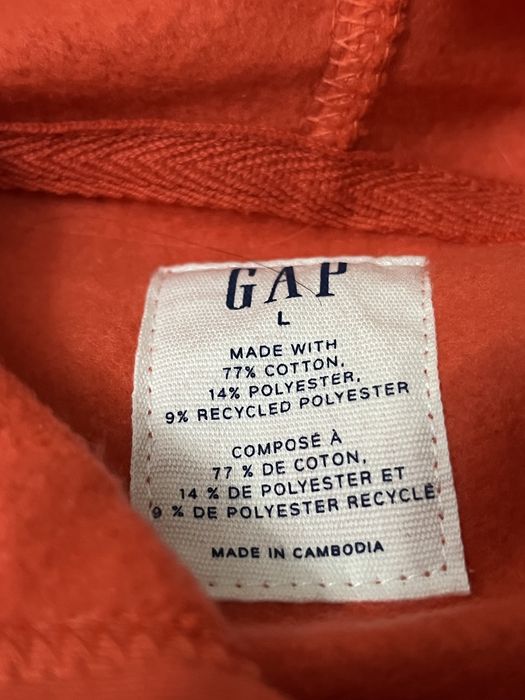 GAP
L
MADE WITH
77% COTTON,
14% POLYESTER,
9% RECYCLED POLYESTER
COMPOSÉ À
77 % DE COTON,
14 % DE POLYESTER ET
9 % DE POLYESTER RECYCLÉ
MADE IN CAMBODIA